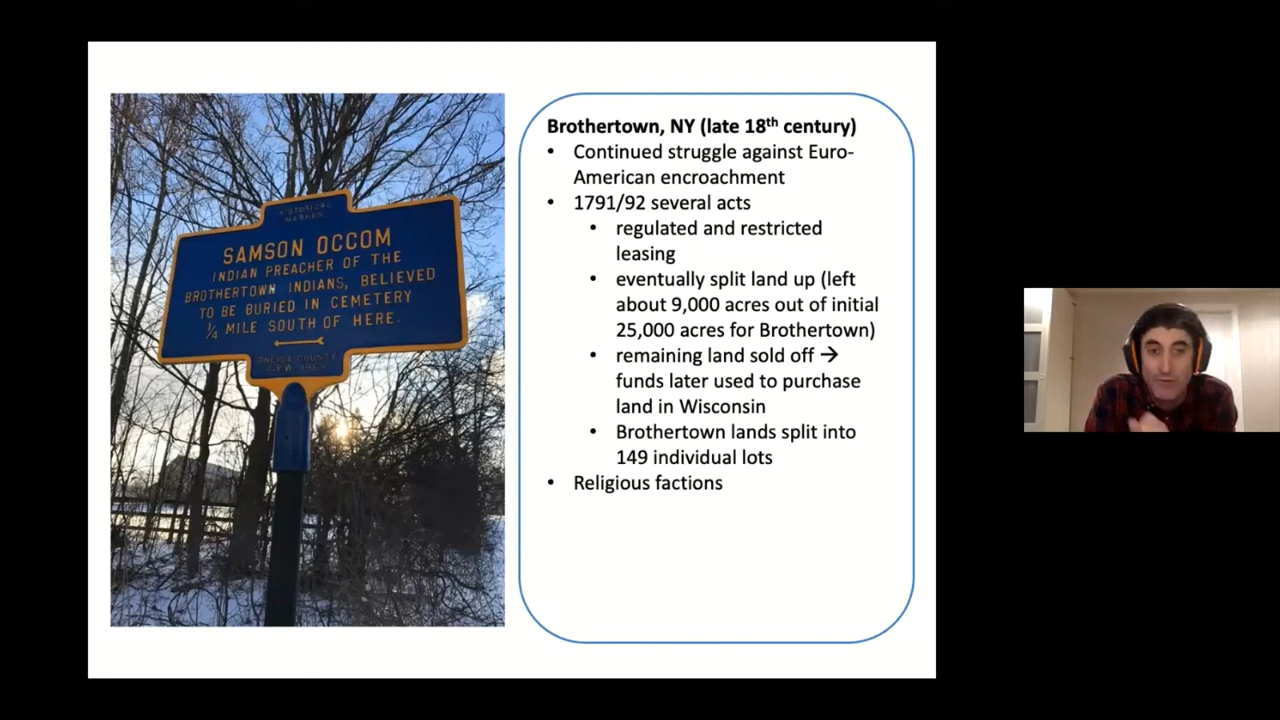 HISTORICAL
MARKER
SAMSON OCCOM
INDIAN PREACHER OF THE
BROTHERTOWN INDIANS, BELIEVED
TO BE BURIED IN CEMETERY
¼ MILE SOUTH OF HERE.
ONEIDA COUNTY
Brothertown, NY (late 18th century)
• Continued struggle against Euro-
American encroachment
• 1791/92 several acts
• regulated and restricted
leasing
• eventually split land up (left
about 9,000 acres out of initial
25,000 acres for Brothertown)
• remaining land sold off →
funds later used to purchase
land in Wisconsin
• Brothertown lands split into
149 individual lots
• Religious factions